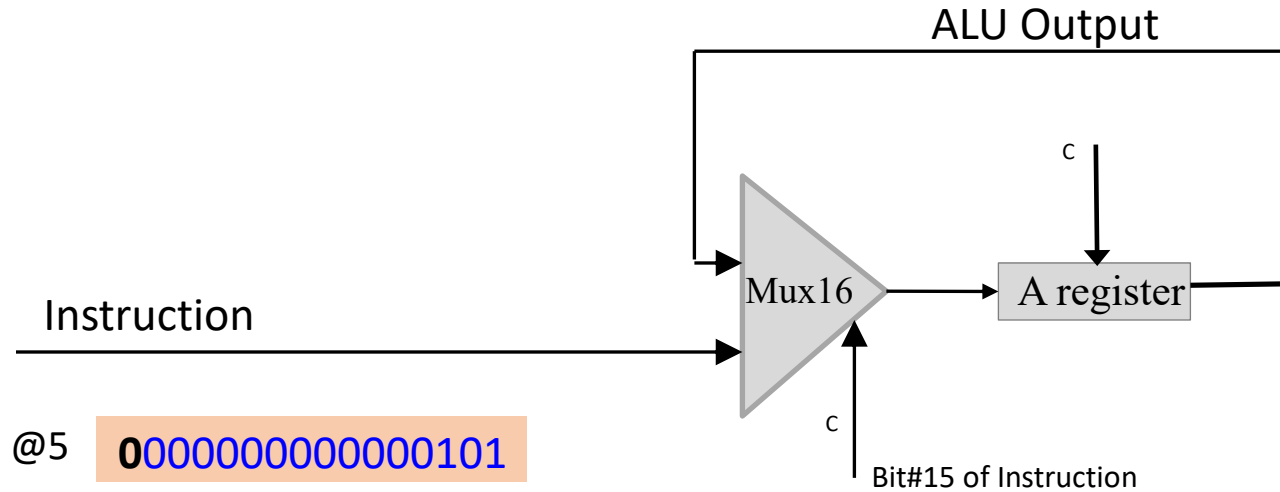 ALU Output
C
Mux16
A register
Instruction
@5 0000000000000101
C
Bit#15 of Instruction